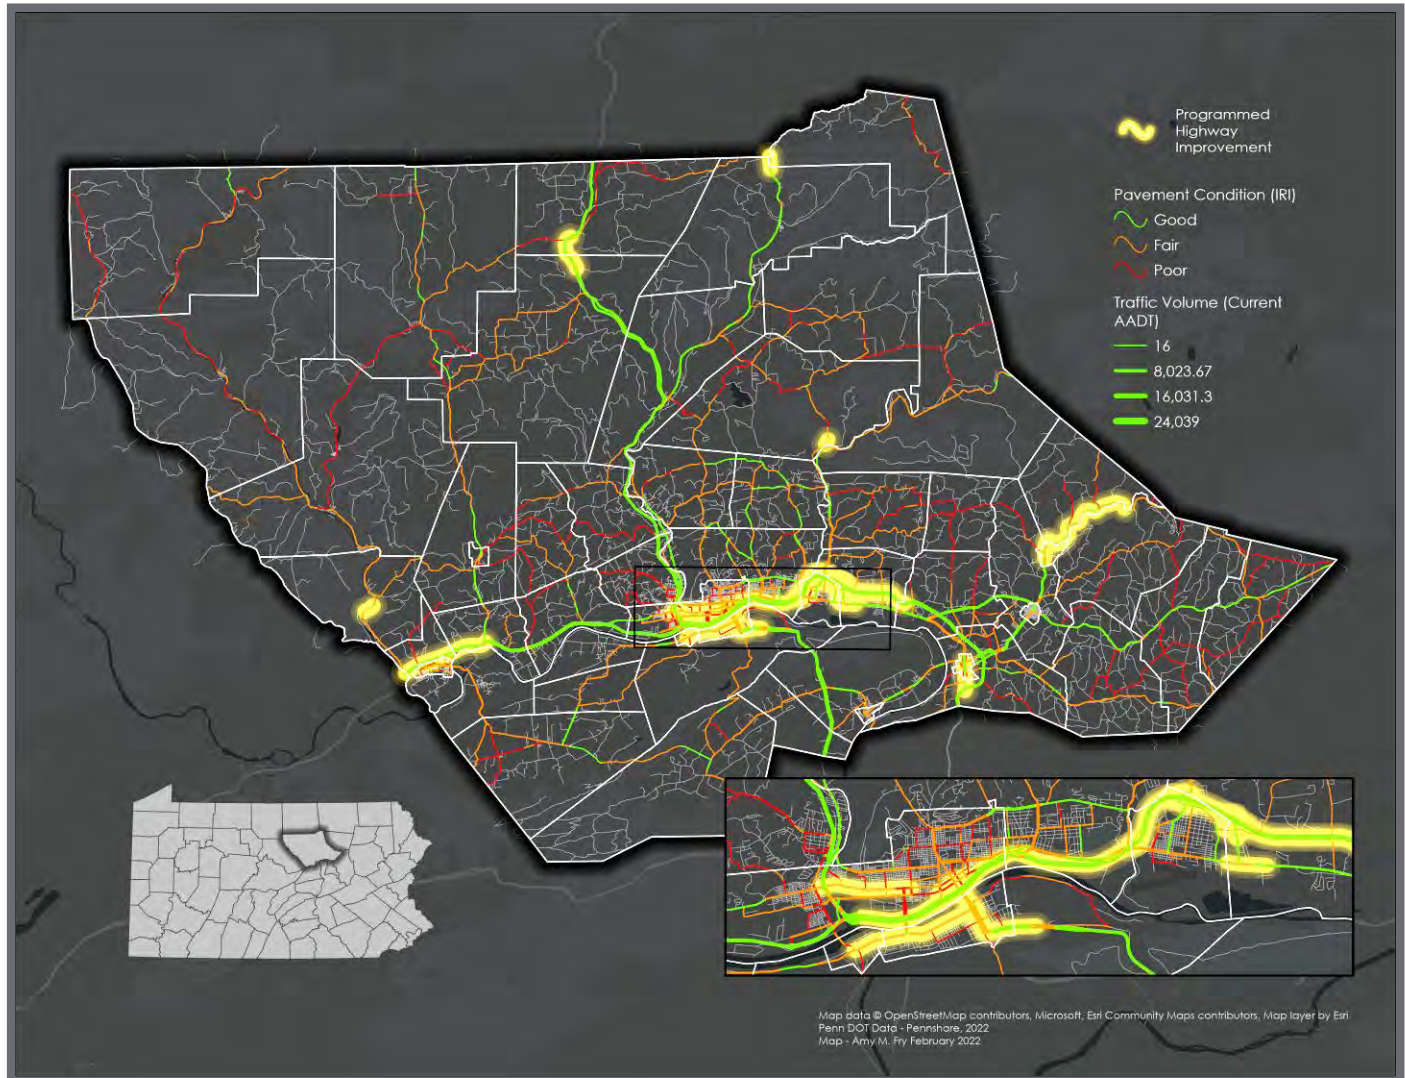 Programmed
Highway
Improvement
Pavement Condition (IRI)
Good
Fair
Poor
Traffic Volume (Current
AADT)
16
8,023.67
16,031.3
24,039
Map data © OpenStreetMap contributors, Microsoft, Esri Community Maps contributors, Map layer by Esri
Penn DOT Data - Pennshare, 2022
Map - Amy M. Fry February 2022